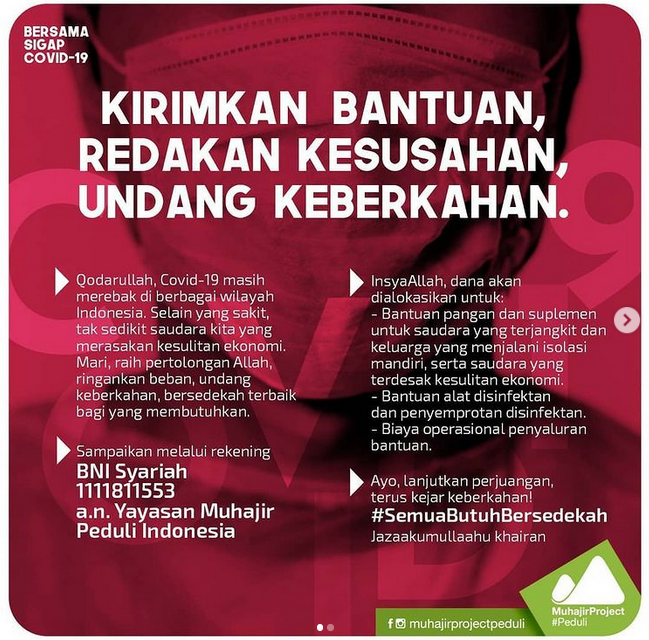 BERSAMA
SIGAP
COVID-19
KIRIMKAN BANTUAN,
REDAKAN KESUSAHAN,
UNDANG KEBERKAHAN.
Qodarullah, Covid-19 masih
merebak di berbagai wilayah
Indonesia. Selain yang sakit,
tak sedikit saudara kita yang
merasakan kesulitan ekonomi.
Mari, raih pertolongan Allah,
ringankan beban, undang
keberkahan, bersedekah terbaik
bagi yang membutuhkan.
Sampaikan melalui rekening
BNI Syariah
1111811553
a.n. Yayasan Muhajir
Peduli Indonesia
InsyaAllah, dana akan
dialokasikan untuk:
- Bantuan pangan dan suplemen
untuk saudara yang terjangkit dan
keluarga yang menjalani isolasi
mandiri, serta saudara yang
terdesak kesulitan ekonomi.
- Bantuan alat disinfektan
dan penyemprotan disinfektan.
- Biaya operasional penyaluran
bantuan.
Ayo, lanjutkan perjuangan,
terus kejar keberkahan!
#SemuaButuhBersedekah
Jazaakumullaahu khairan
muhajirprojectpeduli
MuhajirProject
#Peduli